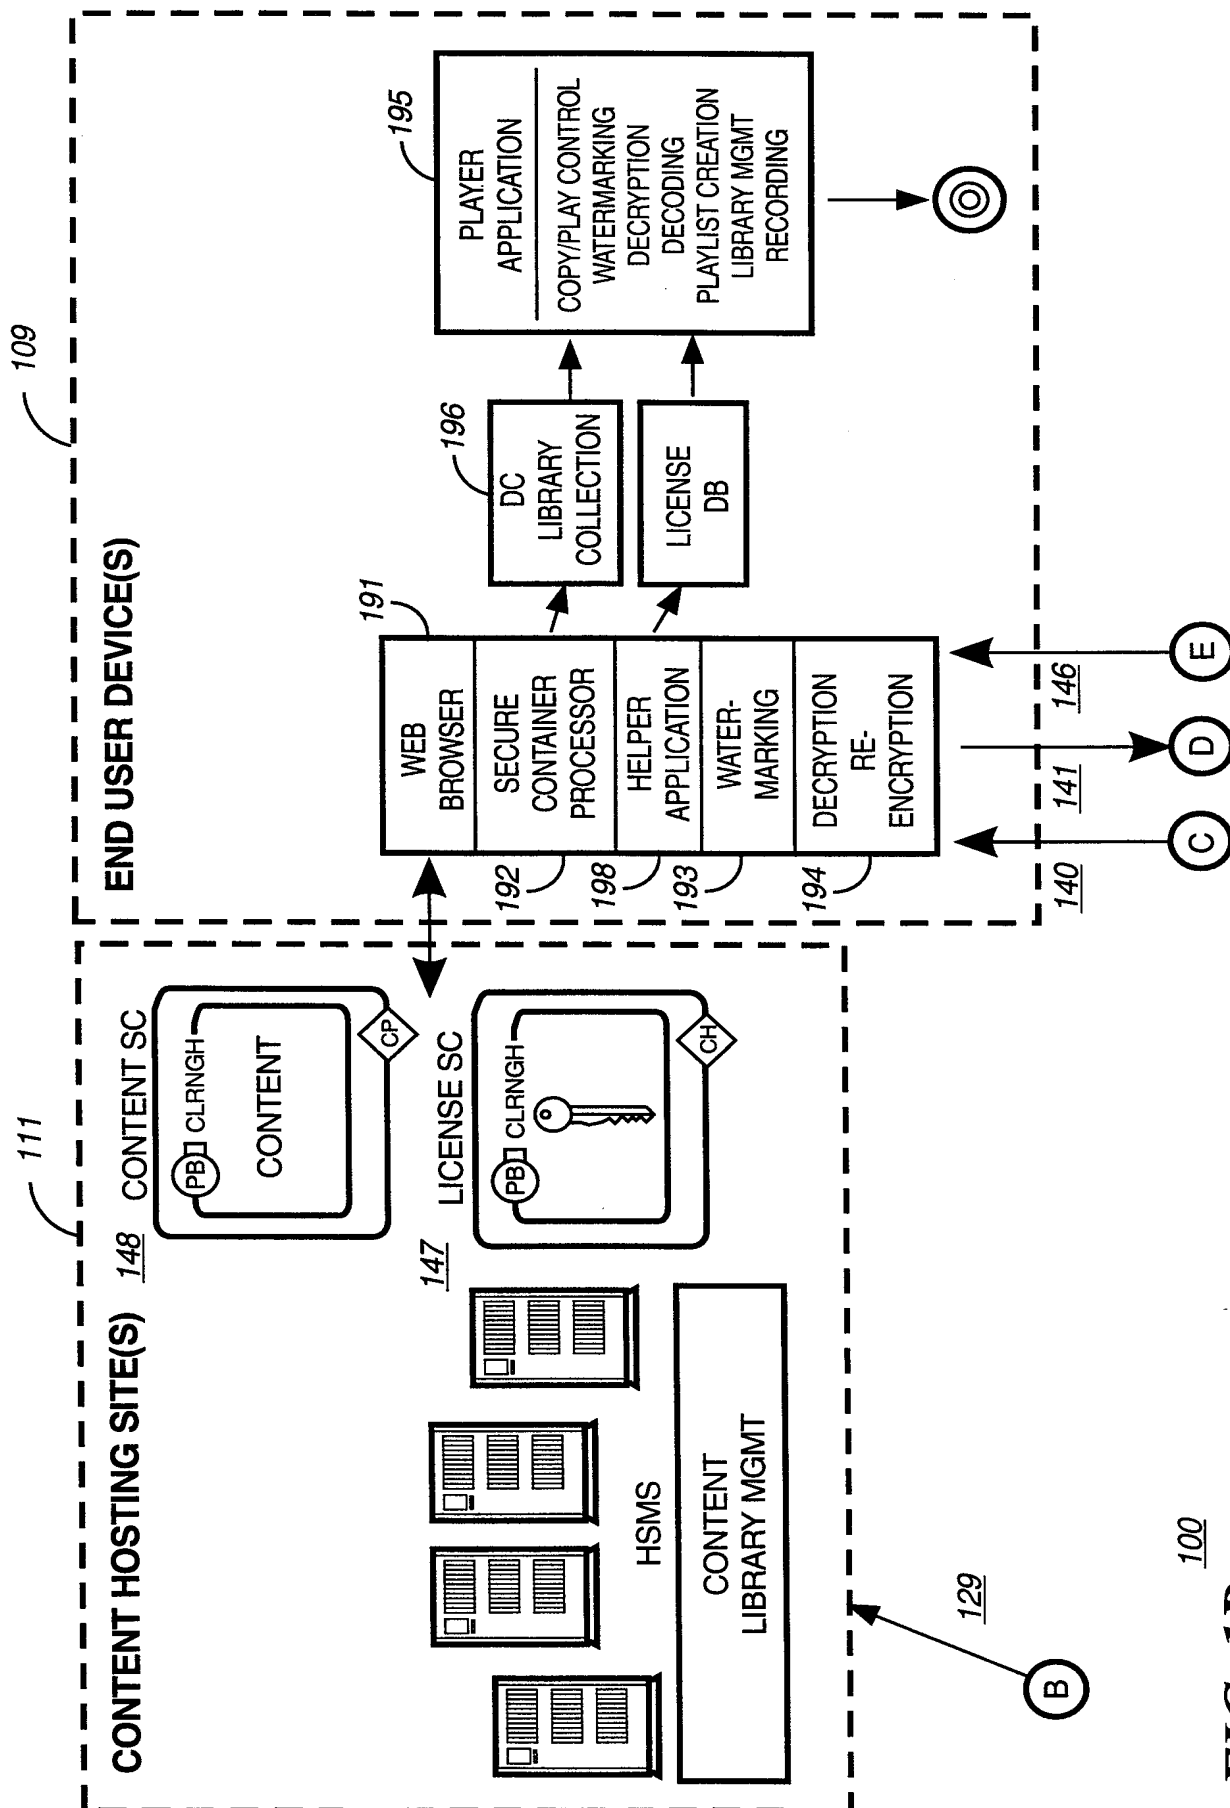 109
111
END USER DEVICE(S)
CONTENT HOSTING SITE(S)
148
CONTENT SC
PB
CLRNGH
CONTENT
CP
147
LICENSE SC
PB
CLRNGH
CH
HSMS
CONTENT
LIBRARY MGMT
191
WEB
BROWSER
SECURE
CONTAINER
PROCESSOR
HELPER
APPLICATION
WATER-
MARKING
DECRYPTION
RE-
ENCRYPTION
192
198
193
194
196
DC
LIBRARY
COLLECTION
LICENSE
DB
195
PLAYER
APPLICATION
COPY/PLAY CONTROL
WATERMARKING
DECRYPTION
DECODING
PLAYLIST CREATION
LIBRARY MGMT
RECORDING
140
141
146
C
D
E
129
B
100